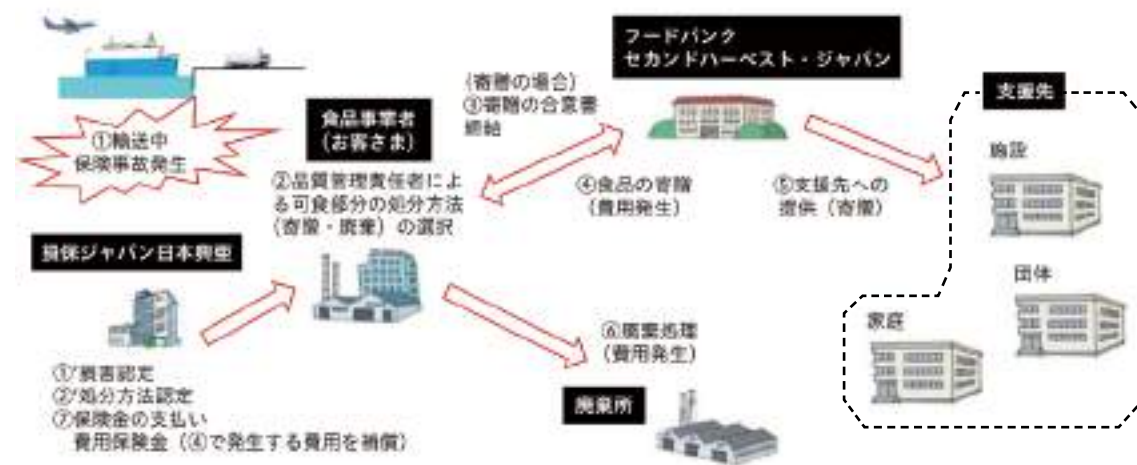 ①輸送中
保険事故発生
食品事業者
(お客さま)
②品質管理責任者によ
る可食部分の処分方法
(寄贈・廃棄)の選択
損保ジャパン日本興亜
①'損害認定
②'処分方法認定
⑦保険金の支払い
費用保険金(④で発生する費用を補償)
(寄贈の場合)
③寄贈の合意書
締結
フードバンク
セカンドハーベスト・ジャパン
④食品の寄贈
(費用発生)
⑤支援先への
提供(寄贈)
⑥廃棄処理
(費用発生)
廃棄所
支援先
施設
団体
家庭